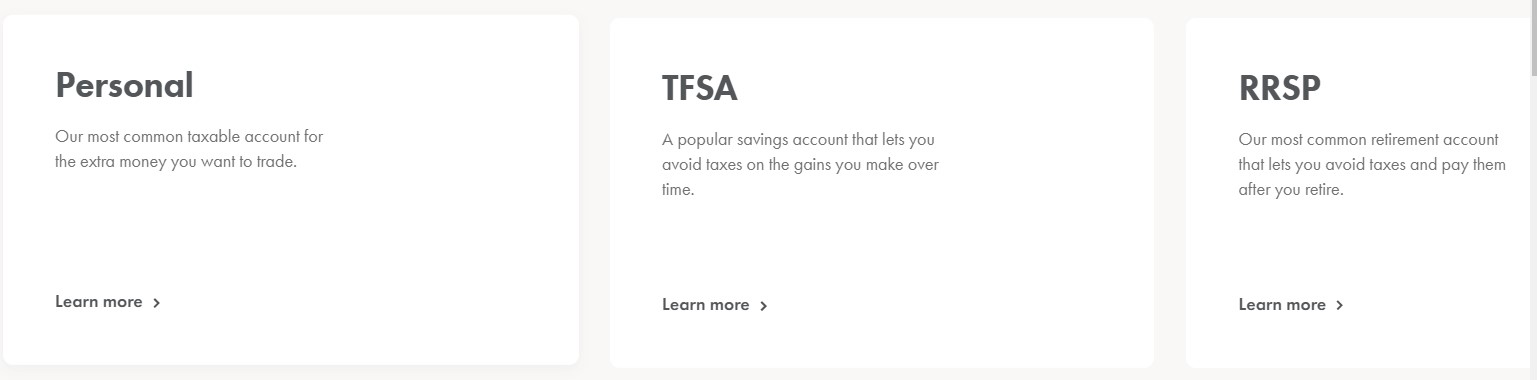 Personal
Our most common taxable account for
the extra money you want to trade.
Learn more
TFSA
A popular savings account that lets you
avoid taxes on the gains you make over
time.
Learn more
RRSP
Our most common retirement account
that lets you avoid taxes and pay them
after you retire.
Learn more